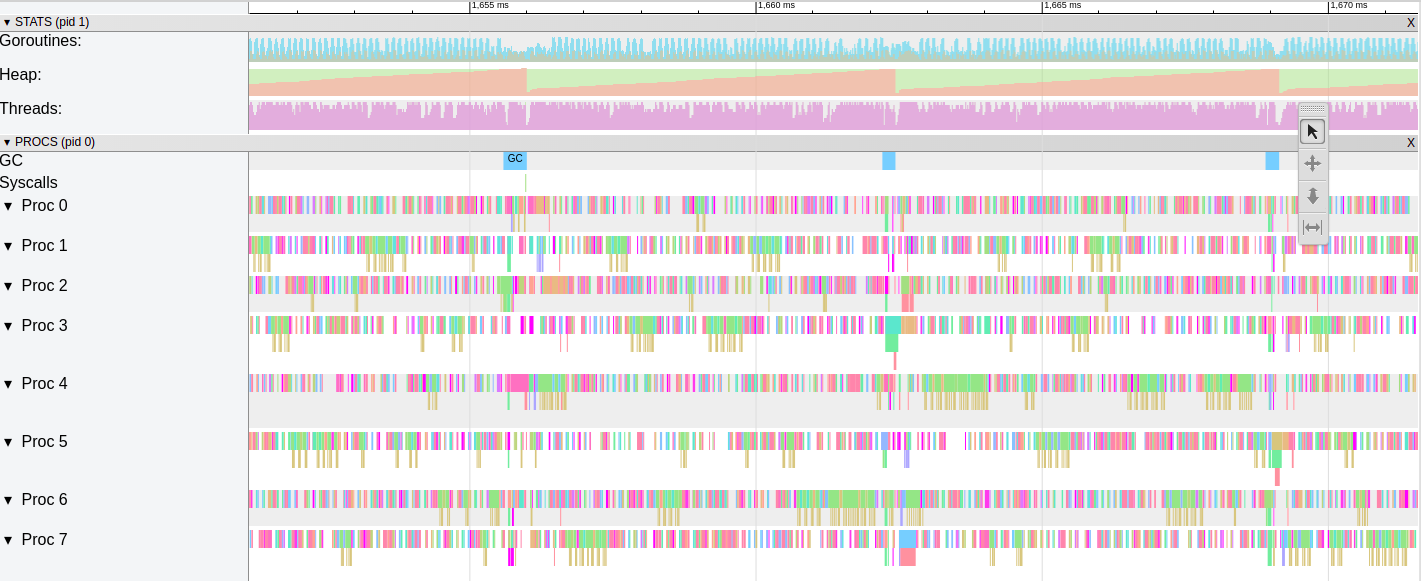 1,655 ms 1,660 ms 1,665 ms 1,670 ms
▼ STATS (pid 1) X
Goroutines:
Heap:
Threads:
▼ PROCS (pid 0) X
GC GC
Syscalls
▼ Proc 0
▼ Proc 1
▼ Proc 2
▼ Proc 3
▼ Proc 4
▼ Proc 5
▼ Proc 6
▼ Proc 7